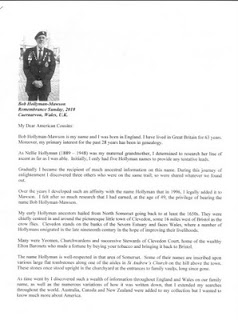 Bob Hollyman-Mawson
Remembrance Sunday, 2010
Caernarvon, Wales, U.K.
My Dear American Cousins
Bob Hollyman-Mawson is my name and I was born in England. I have lived in Great Britain for 62 years.
Moreover, my primary interest for the past 28 years has been in genealogy.
As Nellie Hollyman (1889 – 1948) was my maternal grandmother, I determined to research her line of
ascent as far as I was able. Initially, I only had five Hollyman names to provide any tentative leads.
Gradually I became the recipient of much ancestral information on this name. During this journey of
enlightenment I discovered three others who were on the same trail; so we shared whatever we found
out.
Over the years I developed such an affinity with the name Hollyman that in 1996, I legally added it to
Mawson. I felt after so much research that I had earned, at the age of 49, the privilege of bearing the
name Bob Hollyman-Mawson.
My early Hollyman ancestors hailed from North Somerset going back to at least the 1650s. They were
chiefly centred in and around the picturesque little town of Clevedon, some 16 miles west of Bristol as the
crow flies. Clevedon stands on the banks of the Severn Estuary and faces Wales, where a number of
Hollymans emigrated in the late nineteenth century in the hope of improving their livelihoods.
Many were Yeomen, Churchwardens and successive Stewards of Clevedon Court. Some of the wealthy
Elton Baronets who made a fortune by buying your tobacco and bringing it back to Bristol.
The name Hollyman is well-respected in that area of Somerset. Some of their names are inscribed upon
various large flat tombstones along one of the aisles in St Andrew's Church on the hill above the town.
These stones once stood upright in the churchyard at the entrances to family vaults, long since gone.
As time went by I discovered such a wealth of information throughout England and Wales on our family
name, as well as the numerous variations of how it was written down, that I extended my searches
throughout the world. Australia, Canada and New Zealand were added to my collection but I wanted to
know much more about America.